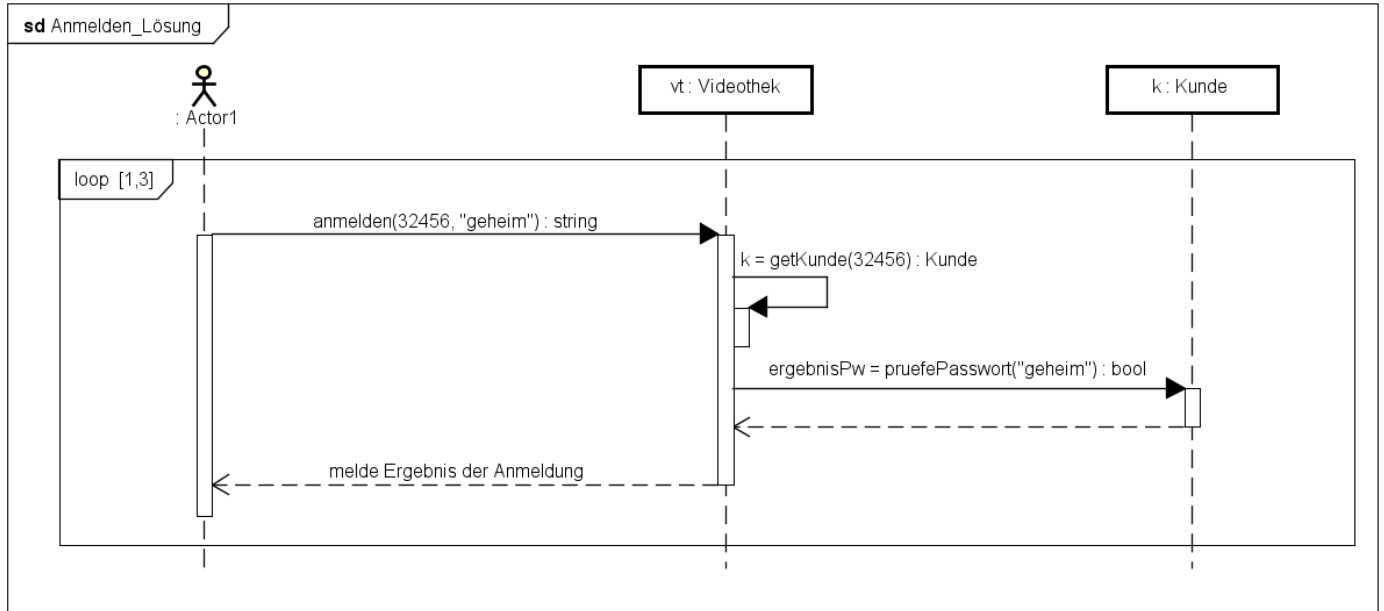 sd Anmelden_Lösung
: Actor1
vt : Videothek
k : Kunde
loop [1,3]
anmelden(32456, "geheim") : string
k = getKunde(32456) : Kunde
ergebnisPw = pruefePasswort("geheim") : bool
melde Ergebnis der Anmeldung